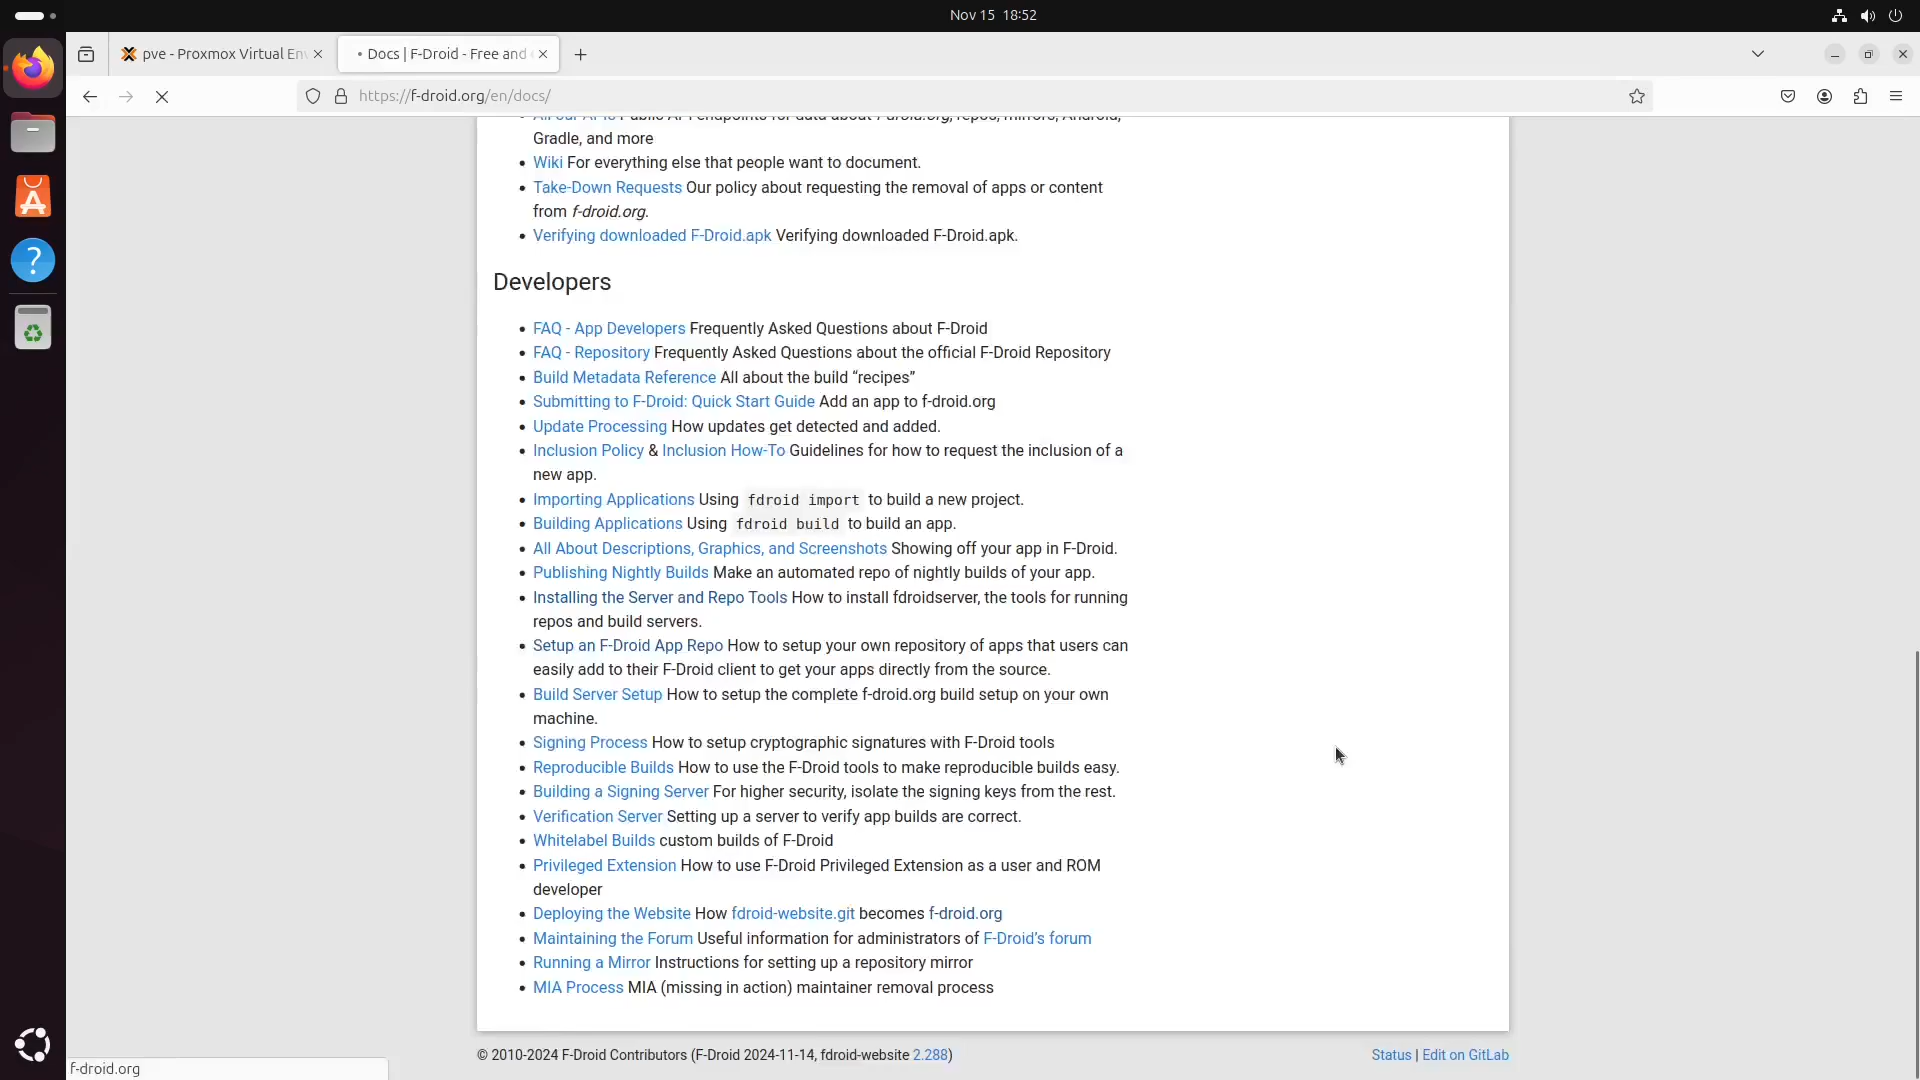 Nov 15 18:52
pve - Proxmox Virtual En
Docs | F-Droid - Free and
https://f-droid.org/en/docs/
Gradle, and more
Wiki For everything else that people want to document.
Take-Down Requests Our policy about requesting the removal of apps or content
from f-droid.org.
Verifying downloaded F-Droid.apk Verifying downloaded F-Droid.apk.
Developers
FAQ - App Developers Frequently Asked Questions about F-Droid
FAQ - Repository Frequently Asked Questions about the official F-Droid Repository
Build Metadata Reference All about the build “recipes”
Submitting to F-Droid: Quick Start Guide Add an app to f-droid.org
Update Processing How updates get detected and added.
Inclusion Policy & Inclusion How-To Guidelines for how to request the inclusion of a
new app.
Importing Applications Using fdroid import to build a new project.
Building Applications Using fdroid build to build an app.
All About Descriptions, Graphics, and Screenshots Showing off your app in F-Droid.
Publishing Nightly Builds Make an automated repo of nightly builds of your app.
Installing the Server and Repo Tools How to install fdroidserver, the tools for running
repos and build servers.
Setup an F-Droid App Repo How to setup your own repository of apps that users can
easily add to their F-Droid client to get your apps directly from the source.
Build Server Setup How to setup the complete f-droid.org build setup on your own
machine.
Signing Process How to setup cryptographic signatures with F-Droid tools
Reproducible Builds How to use the F-Droid tools to make reproducible builds easy.
Building a Signing Server For higher security, isolate the signing keys from the rest.
Verification Server Setting up a server to verify app builds are correct.
Whitelabel Builds custom builds of F-Droid
Privileged Extension How to use F-Droid Privileged Extension as a user and ROM
developer
Deploying the Website How fdroid-website.git becomes f-droid.org
Maintaining the Forum Useful information for administrators of F-Droid’s forum
Running a Mirror Instructions for setting up a repository mirror
MIA Process MIA (missing in action) maintainer removal process
© 2010-2024 F-Droid Contributors (F-Droid 2024-11-14, fdroid-website 2.288)
Status | Edit on GitLab
f-droid.org